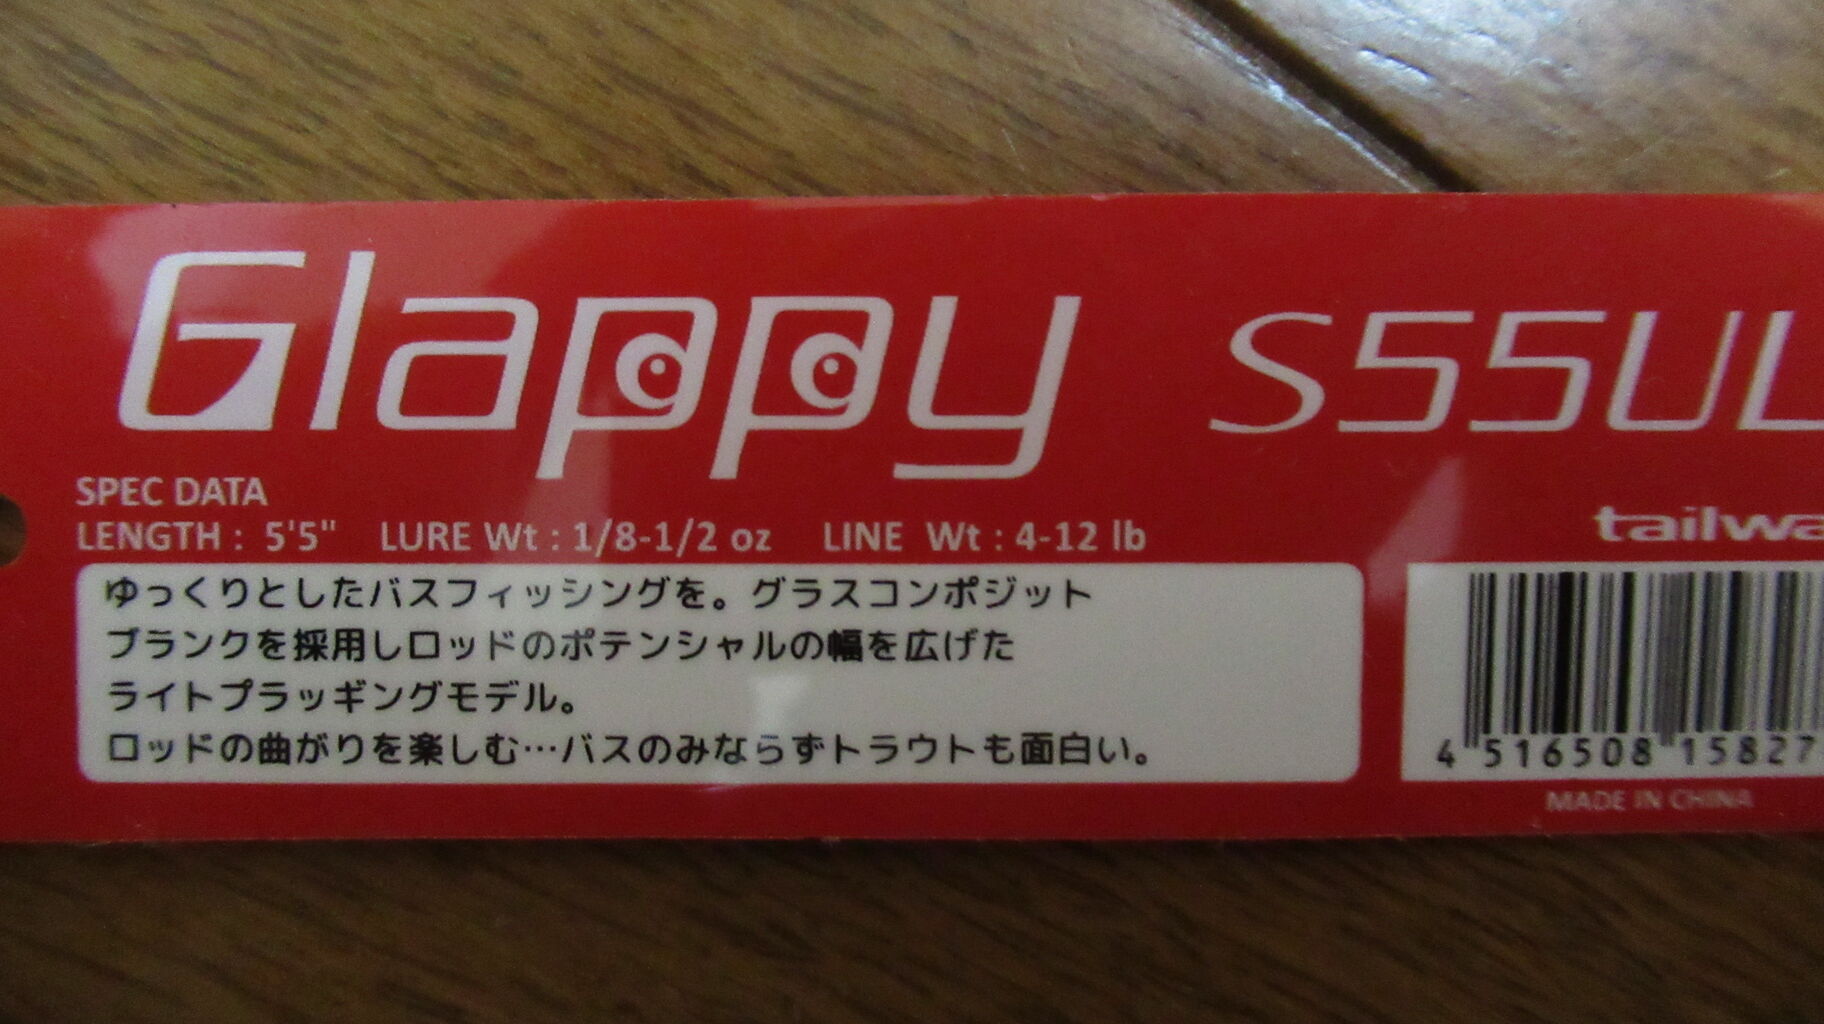 Glappy S55UL
SPEC DATA
LENGTH : 5'5" LURE Wt : 1/8-1/2 oz LINE Wt : 4-12 lb
tailwa
ゆっくりとしたバスフィッシングを。グラスコンポジット
ブランクを採用しロッドのポテンシャルの幅を広げた
ライトプラッギングモデル。
ロッドの曲がりを楽しむ…バスのみならずトラウトも面白い。
4 516508 15827
MADE IN CHINA